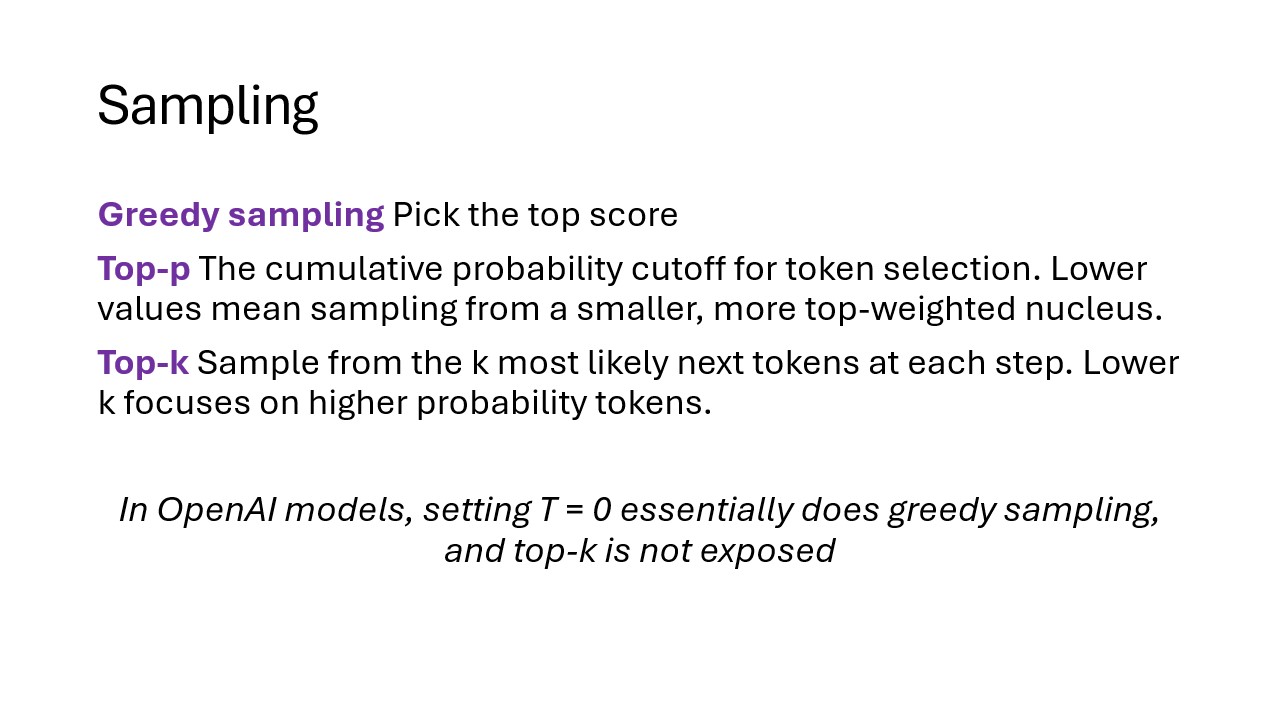 Sampling
Greedy sampling Pick the top score
Top-p The cumulative probability cutoff for token selection. Lower
values mean sampling from a smaller, more top-weighted nucleus.
Top-k Sample from the k most likely next tokens at each step. Lower
k focuses on higher probability tokens.
In OpenAI models, setting T = 0 essentially does greedy sampling,
and top-k is not exposed